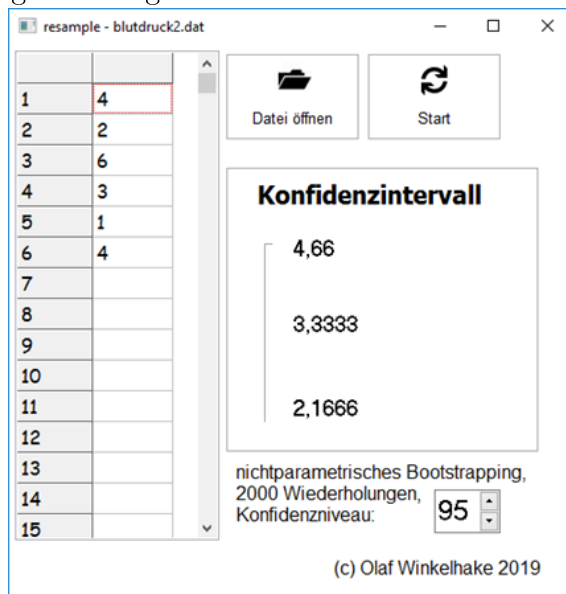 resample - blutdruck2.dat
Datei öffnen
Start
1 4
2 2
3 6
4 3
5 1
6 4
7
8
9
10
11
12
13
14
15
Konfidenzintervall
4,66
3,3333
2,1666
nichtparametrisches Bootstrapping,
2000 Wiederholungen,
Konfidenzniveau: 95
(c) Olaf Winkelhake 2019